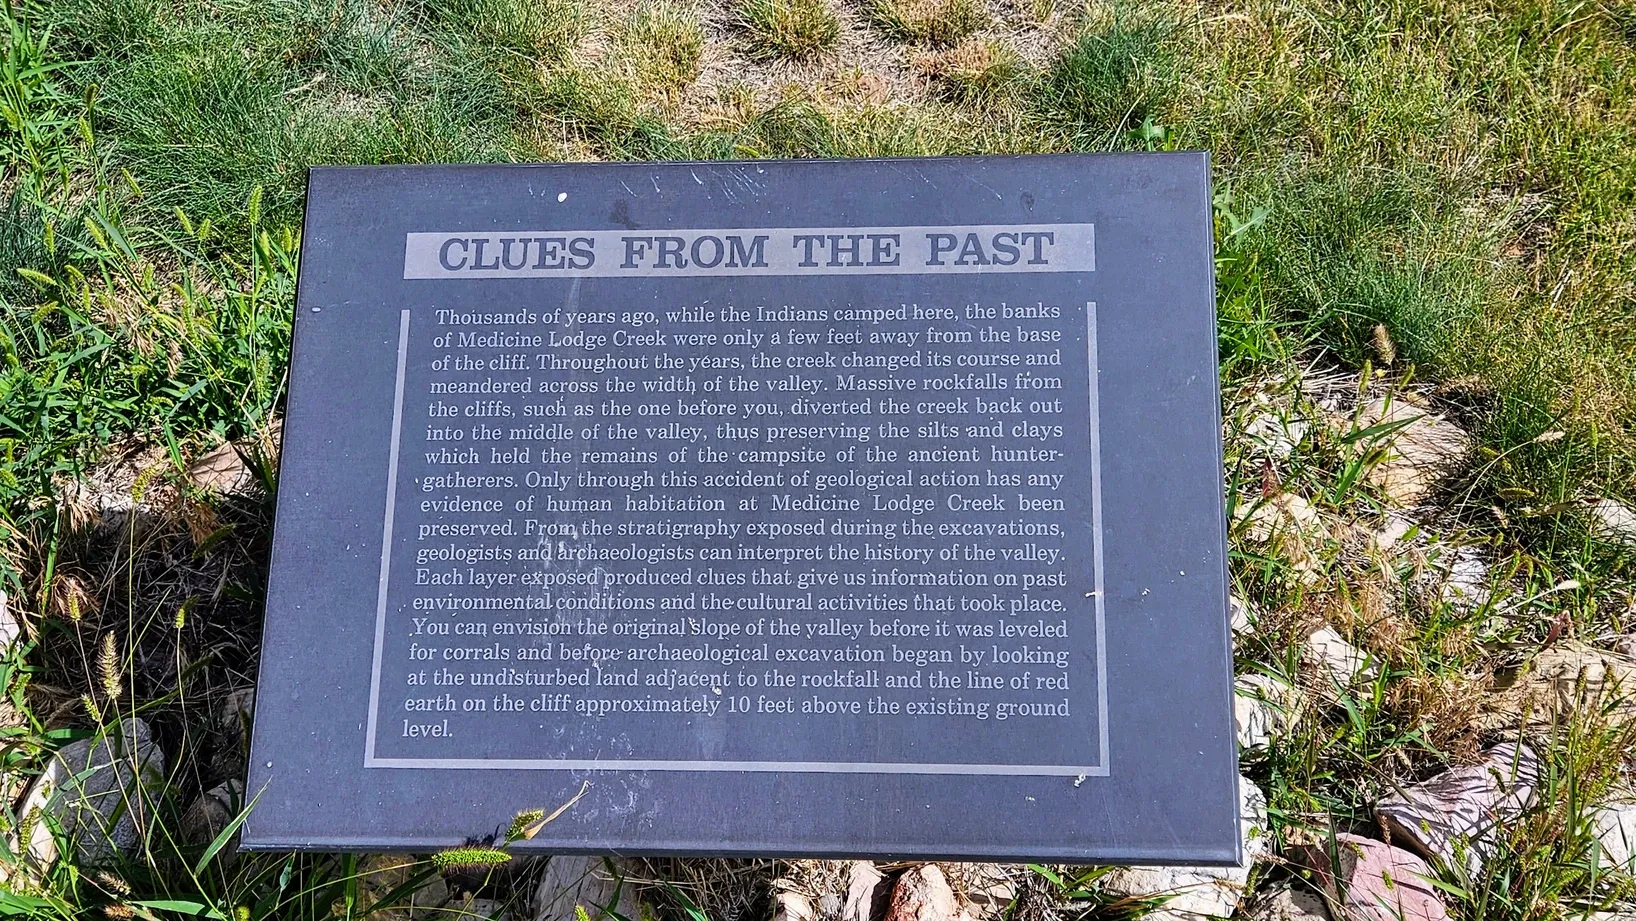 CLUES FROM THE PAST
Thousands of years ago, while the Indians camped here, the banks
of Medicine Lodge Creek were only a few feet away from the base
of the cliff. Throughout the years, the creek changed its course and
meandered across the width of the valley. Massive rockfalls from
the cliffs, such as the one before you, diverted the creek back out
into the middle of the valley, thus preserving the silts and clays
which held the remains of the campsite of the ancient hunter-
gatherers. Only through this accident of geological action has any
evidence of human habitation at Medicine Lodge Creek been
preserved. From the stratigraphy exposed during the excavations,
geologists and archaeologists can interpret the history of the valley.
Each layer exposed produced clues that give us information on past
environmental conditions and the cultural activities that took place.
You can envision the original slope of the valley before it was leveled
for corrals and before archaeological excavation began by looking
at the undisturbed land adjacent to the rockfall and the line of red
earth on the cliff approximately 10 feet above the existing ground
level.